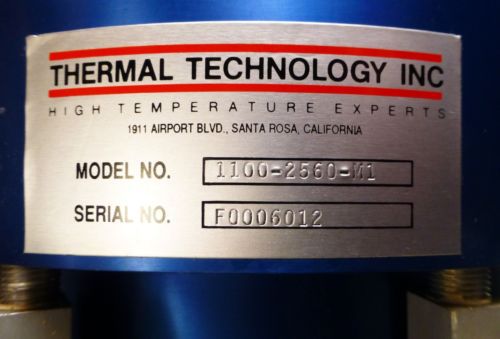 THERMAL TECHNOLOGY INC
HIGH TEMPERATURE EXPERTS
1911 AIRPORT BLVD., SANTA ROSA, CALIFORNIA
MODEL NO. 1100-2560-M1
SERIAL NO. F0006012